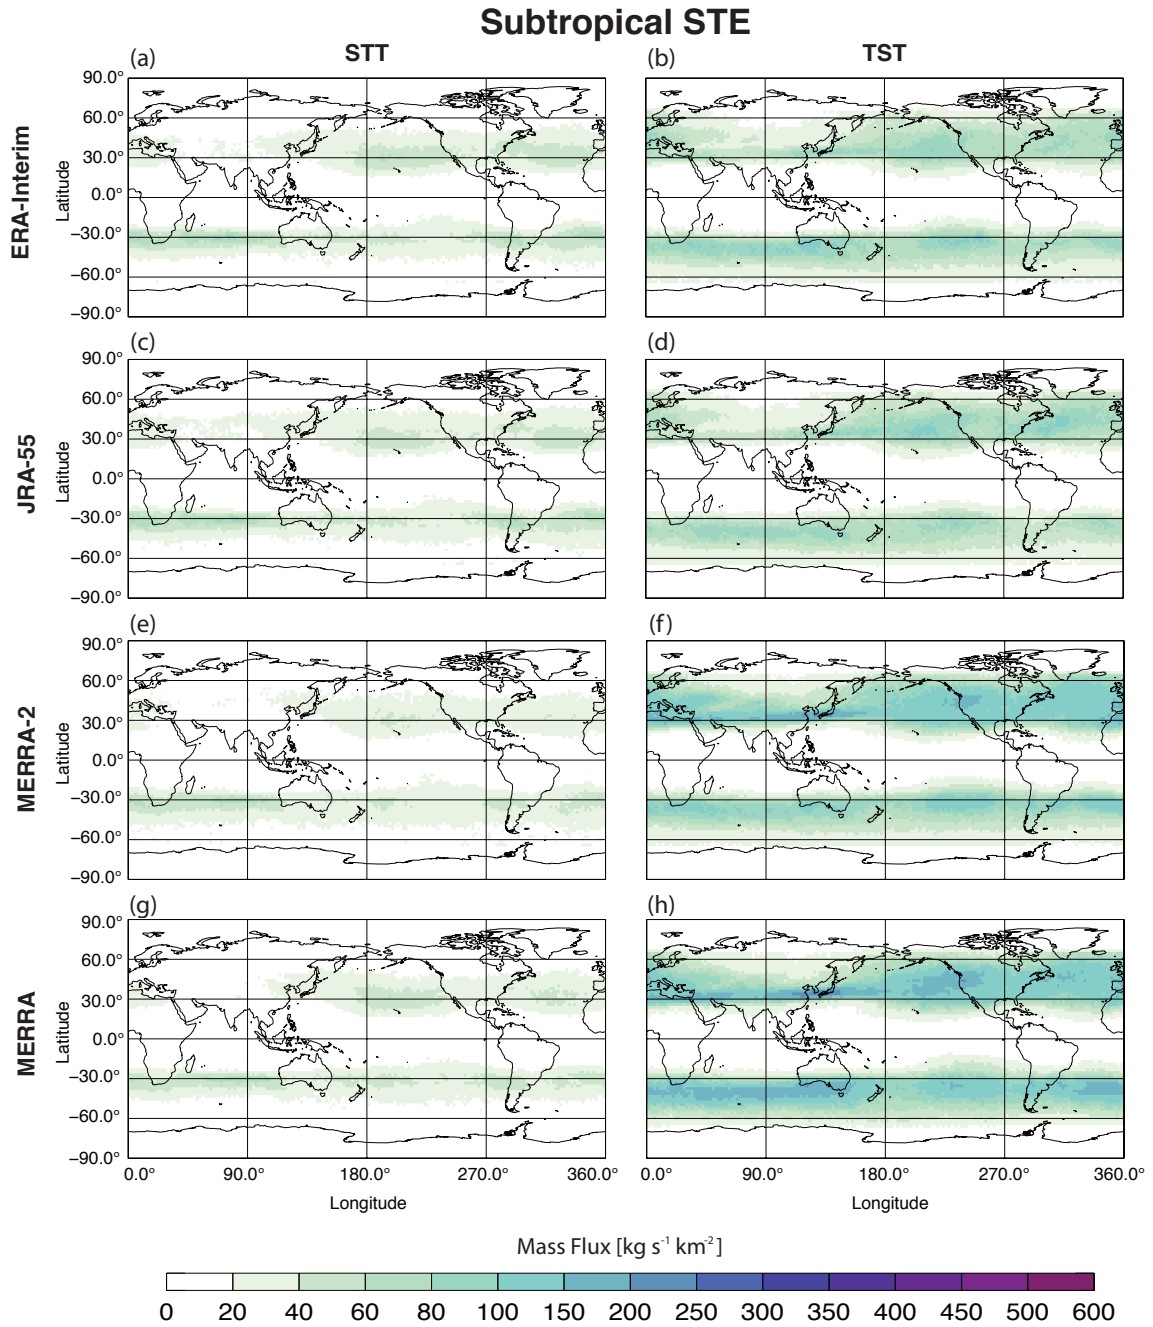 Subtropical STE
STT
TST
(a)
(b)
ERA-Interim
Latitude
90.0°
60.0°
30.0°
0.0°
−30.0°
−60.0°
−90.0°
(c)
(d)
JRA-55
Latitude
90.0°
60.0°
30.0°
0.0°
−30.0°
−60.0°
−90.0°
(e)
(f)
MERRA-2
Latitude
90.0°
60.0°
30.0°
0.0°
−30.0°
−60.0°
−90.0°
(g)
(h)
MERRA
Latitude
90.0°
60.0°
30.0°
0.0°
−30.0°
−60.0°
−90.0°
0.0° 90.0° 180.0° 270.0° 360.0°
0.0° 90.0° 180.0° 270.0° 360.0°
Longitude
Longitude
Mass Flux [kg s⁻¹ km⁻²]
0 20 40 60 80 100 150 200 250 300 350 400 450 500 600